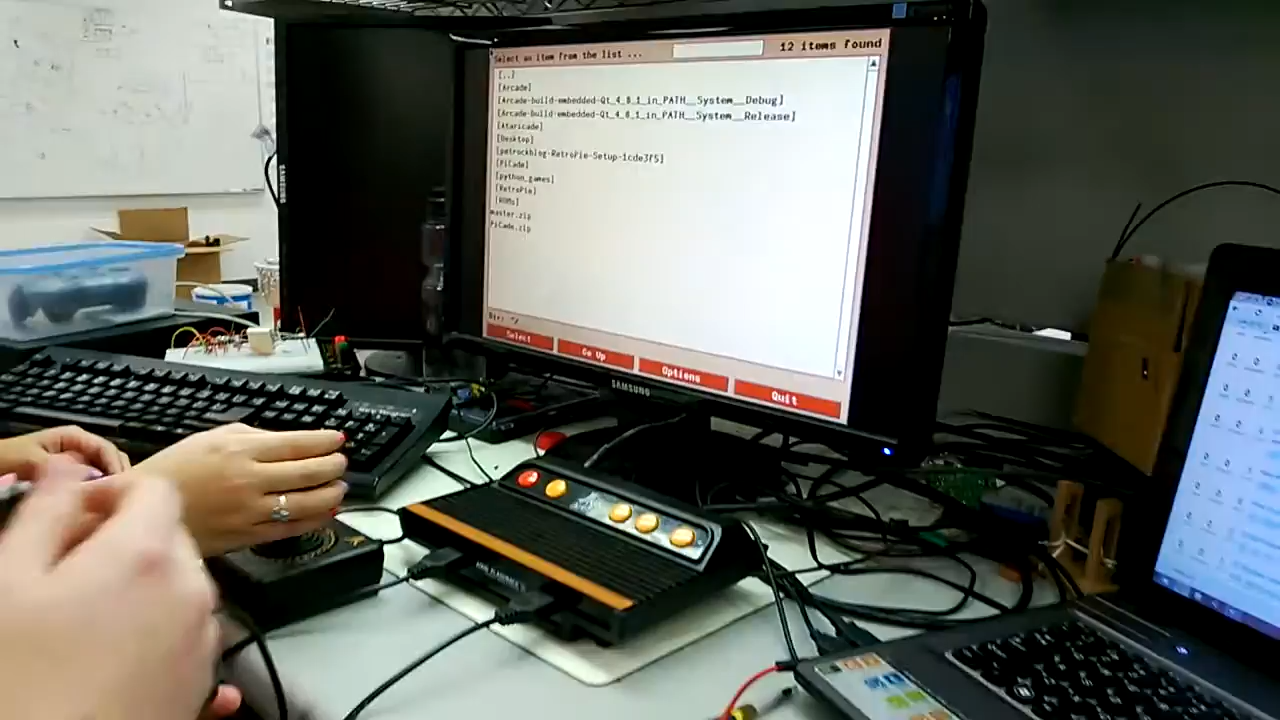 Select an item from the list ... 12 items found
[..]
[Arcade]
[Arcade-build-embedded-Qt_4_8_1_in_PATH__System__Debug]
[Arcade-build-embedded-Qt_4_8_1_in_PATH__System__Release]
[Ataricade]
[Desktop]
[petrockblog-RetroPie-Setup-1cde3f5]
[PiCade]
[python_games]
[RetroPie]
[ROMs]
master.zip
PiCade.zip
Dir: ~/
Select Go Up Options Quit
SAMSUNG
SAMSUNG